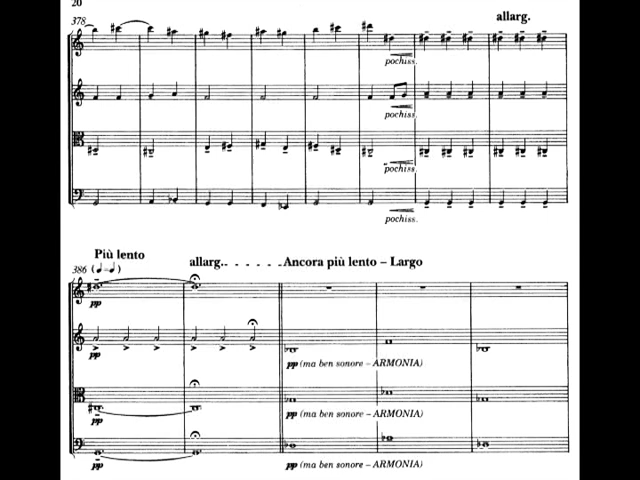 20
378
allarg.
pochiss.
pochiss.
pochiss.
pochiss.
Più lento
386 (♩=♩)
allarg.. - - - - - - Ancora più lento – Largo
pp
pp
pp (ma ben sonore – ARMONIA)
pp
pp (ma ben sonore – ARMONIA)
pp
pp (ma ben sonore – ARMONIA)